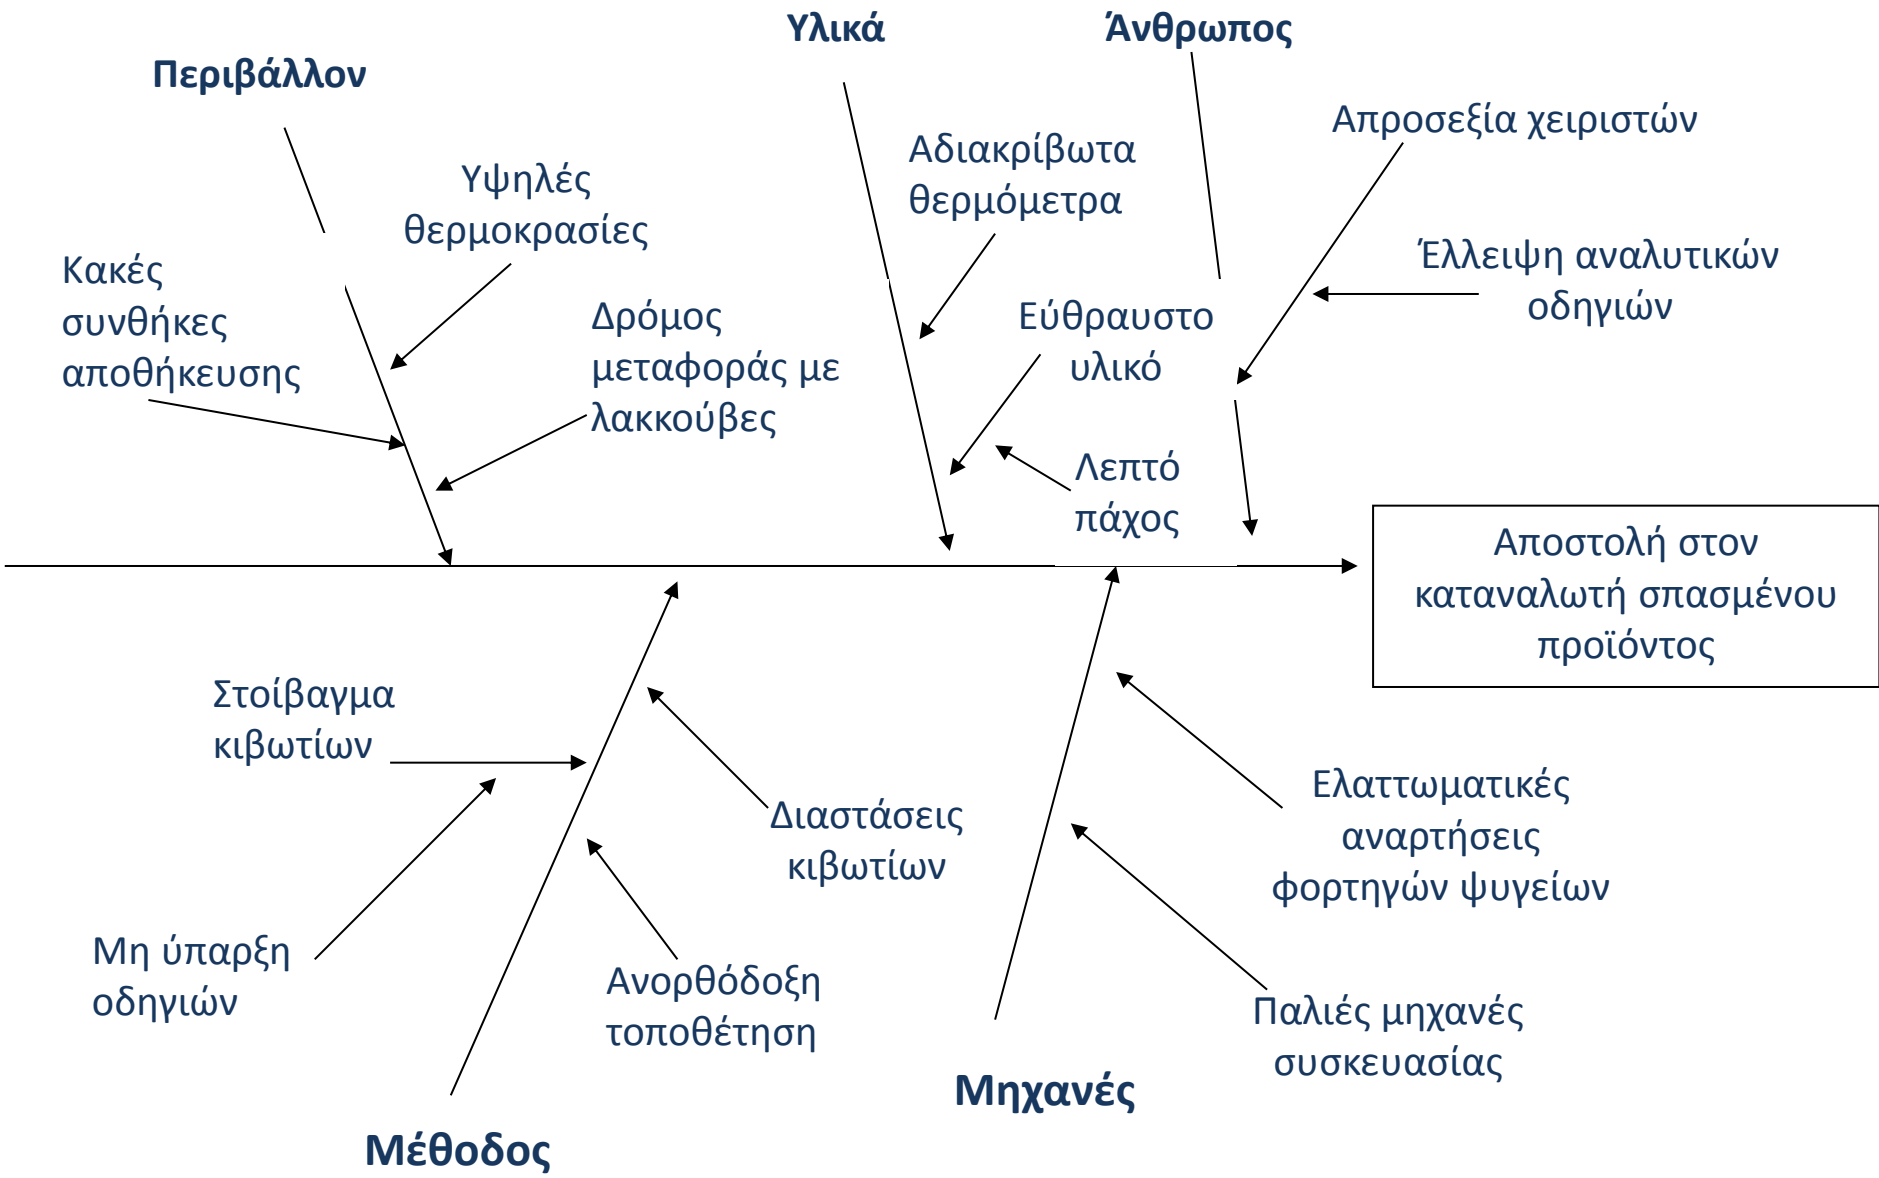 Υλικά
Άνθρωπος
Περιβάλλον
Απροσεξία χειριστών
Αδιακρίβωτα
θερμόμετρα
Υψηλές
θερμοκρασίες
Έλλειψη αναλυτικών
οδηγιών
Κακές
συνθήκες
αποθήκευσης
Δρόμος
μεταφοράς με
λακκούβες
Εύθραυστο
υλικό
Λεπτό
πάχος
Αποστολή στον
καταναλωτή σπασμένου
προϊόντος
Στοίβαγμα
κιβωτίων
Διαστάσεις
κιβωτίων
Ελαττωματικές
αναρτήσεις
φορτηγών ψυγείων
Μη ύπαρξη
οδηγιών
Ανορθόδοξη
τοποθέτηση
Παλιές μηχανές
συσκευασίας
Μηχανές
Μέθοδος